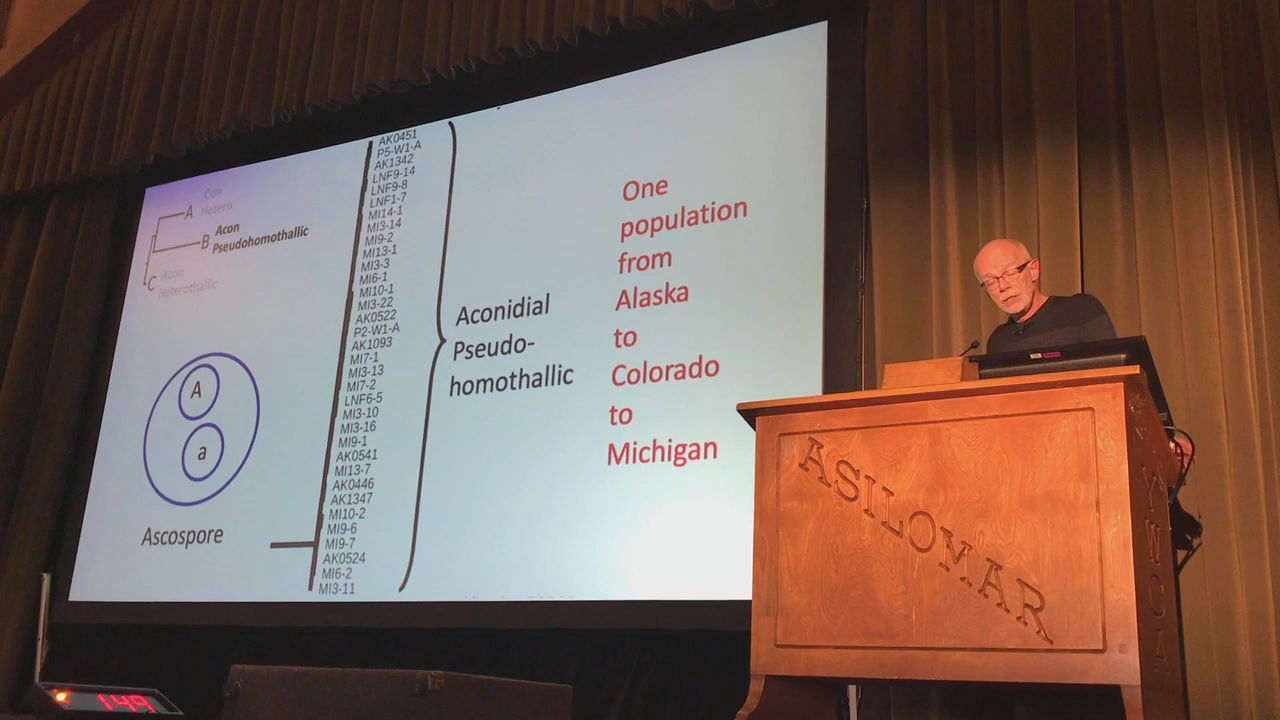 Con
Hetero
A
Acon
B Pseudohomothallic
C Acon
Heterothallic
A
a
Ascospore
AK0451
P5-W1-A
AK1342
LNF9-14
LNF9-8
LNF1-7
MI14-1
MI3-14
MI9-2
MI13-1
MI3-3
MI6-1
MI10-1
MI3-22
AK0522
P2-W1-A
AK1093
MI7-1
MI3-13
MI7-2
LNF6-5
MI3-10
MI3-16
MI9-1
AK0541
MI13-7
AK0446
AK1347
MI10-2
MI9-6
MI9-7
AK0524
MI6-2
MI3-11
Aconidial
Pseudo-
homothallic
One
population
from
Alaska
to
Colorado
to
Michigan
ASILOMAR
YWCA